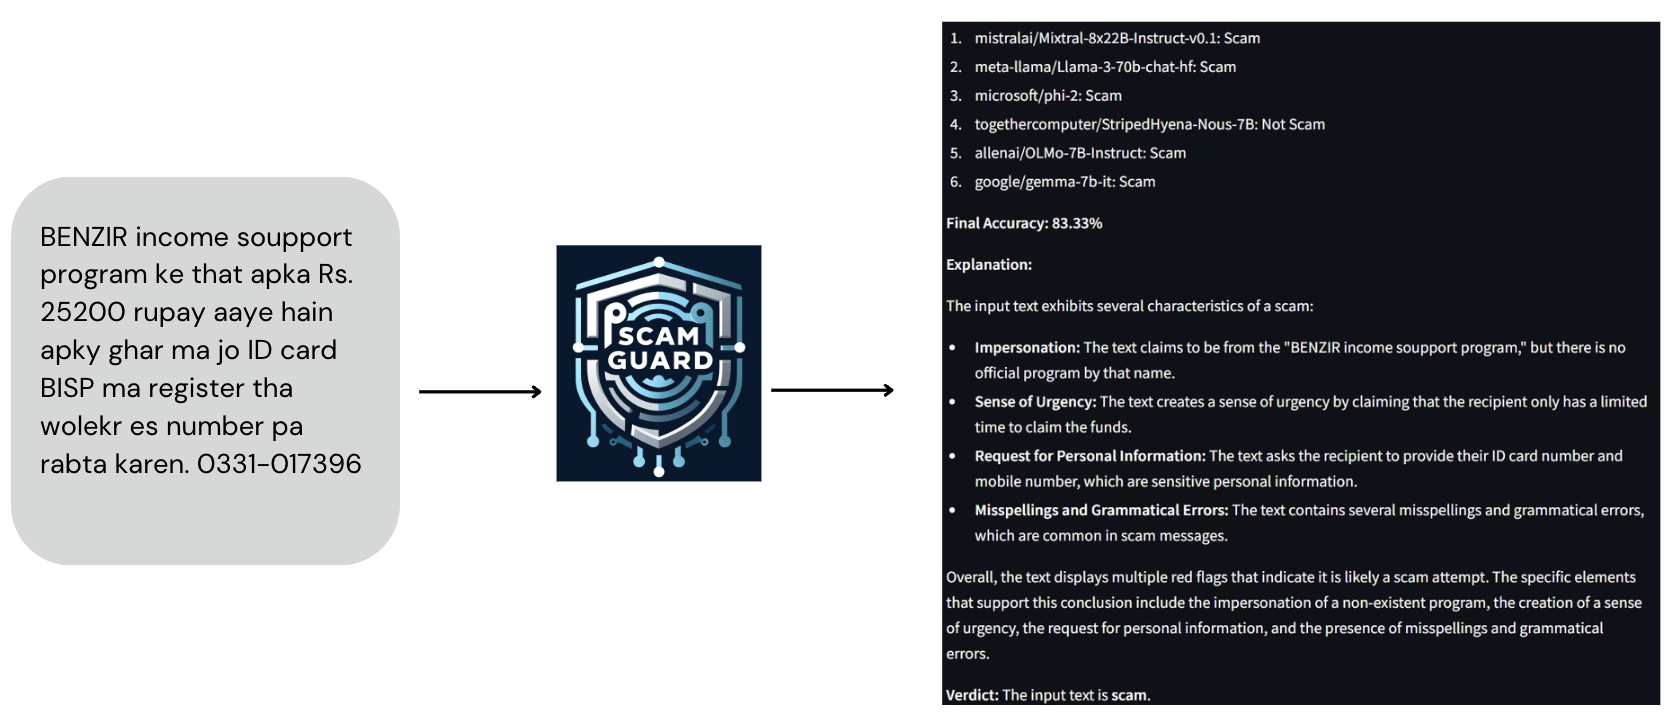 BENZIR income soupport
program ke that apka Rs.
25200 rupay aaye hain
apky ghar ma jo ID card
BISP ma register tha
wolekr es number pa
rabta karen. 0331-017396
SCAM
GUARD
1. mistralai/Mixtral-8x22B-Instruct-v0.1: Scam
2. meta-llama/Llama-3-70b-chat-hf: Scam
3. microsoft/phi-2: Scam
4. togethercomputer/StripedHyena-Nous-7B: Not Scam
5. allenai/OLMo-7B-Instruct: Scam
6. google/gemma-7b-it: Scam
Final Accuracy: 83.33%
Explanation:
The input text exhibits several characteristics of a scam:
• Impersonation: The text claims to be from the "BENZIR income soupport program," but there is no
official program by that name.
• Sense of Urgency: The text creates a sense of urgency by claiming that the recipient only has a limited
time to claim the funds.
• Request for Personal Information: The text asks the recipient to provide their ID card number and
mobile number, which are sensitive personal information.
• Misspellings and Grammatical Errors: The text contains several misspellings and grammatical errors,
which are common in scam messages.
Overall, the text displays multiple red flags that indicate it is likely a scam attempt. The specific elements
that support this conclusion include the impersonation of a non-existent program, the creation of a sense
of urgency, the request for personal information, and the presence of misspellings and grammatical
errors.
Verdict: The input text is scam.